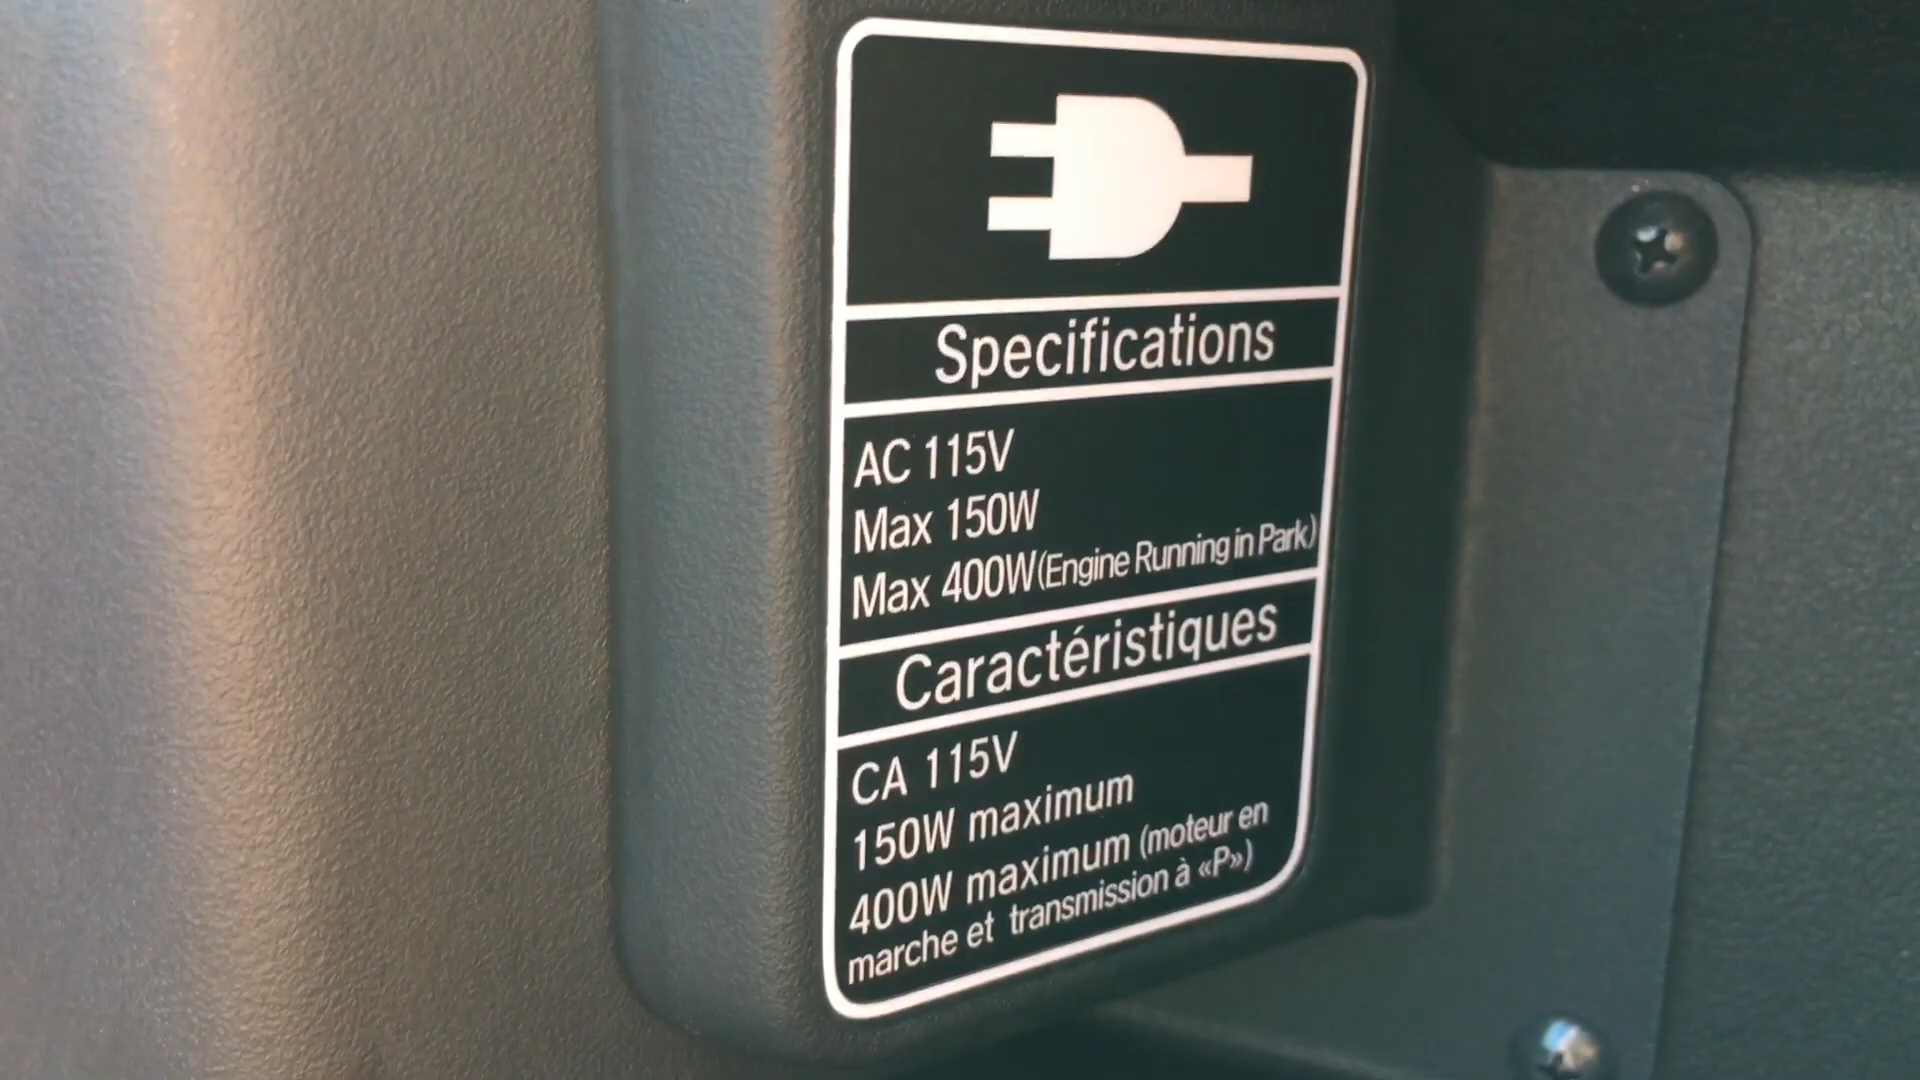 Specifications
AC 115V
Max 150W
Max 400W(Engine Running in Park)
Caractéristiques
CA 115V
150W maximum
400W maximum (moteur en
marche et transmission à «P»)